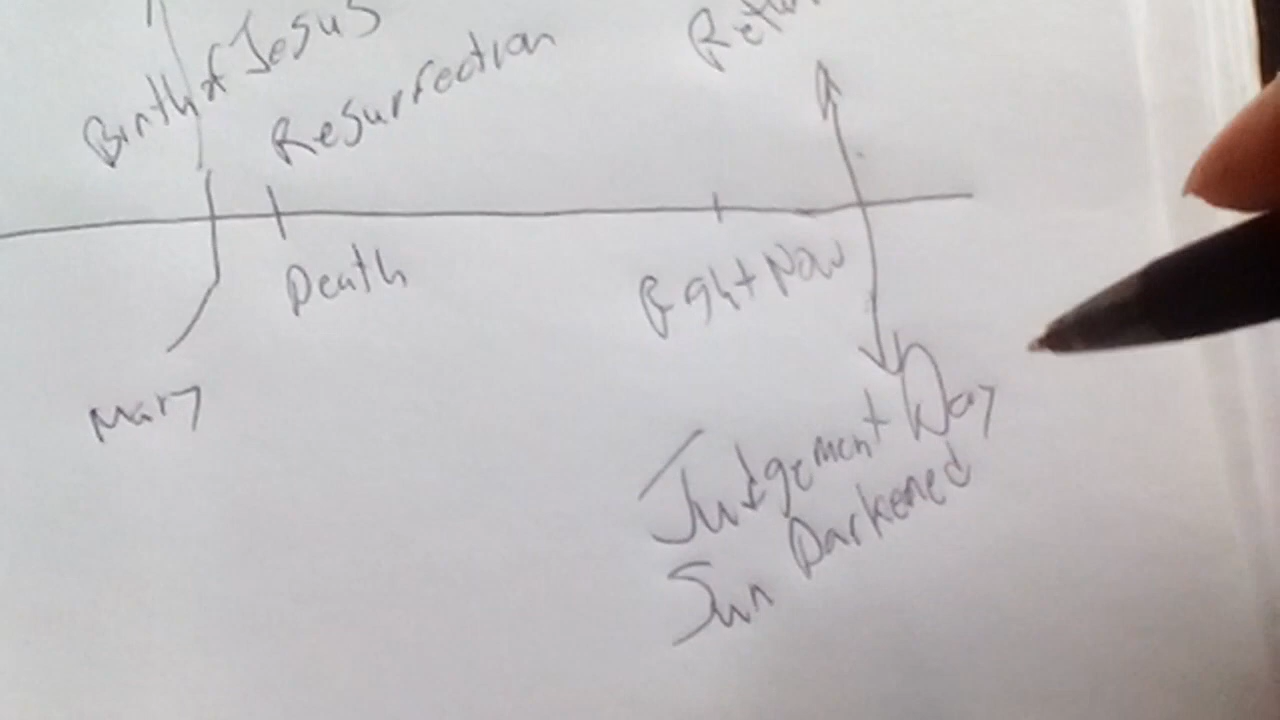 Birth of Jesus
Resurrection
Death
Right Now
Mary
Judgement Day
Sun Darkened